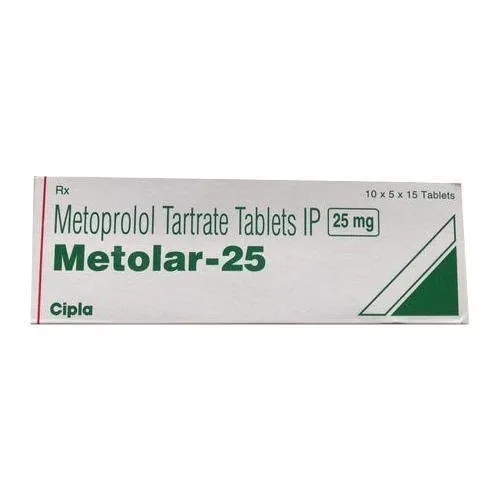 Rx
10 x 5 x 15 Tablets
Metoprolol Tartrate Tablets IP 25 mg
Metolar-25
Cipla